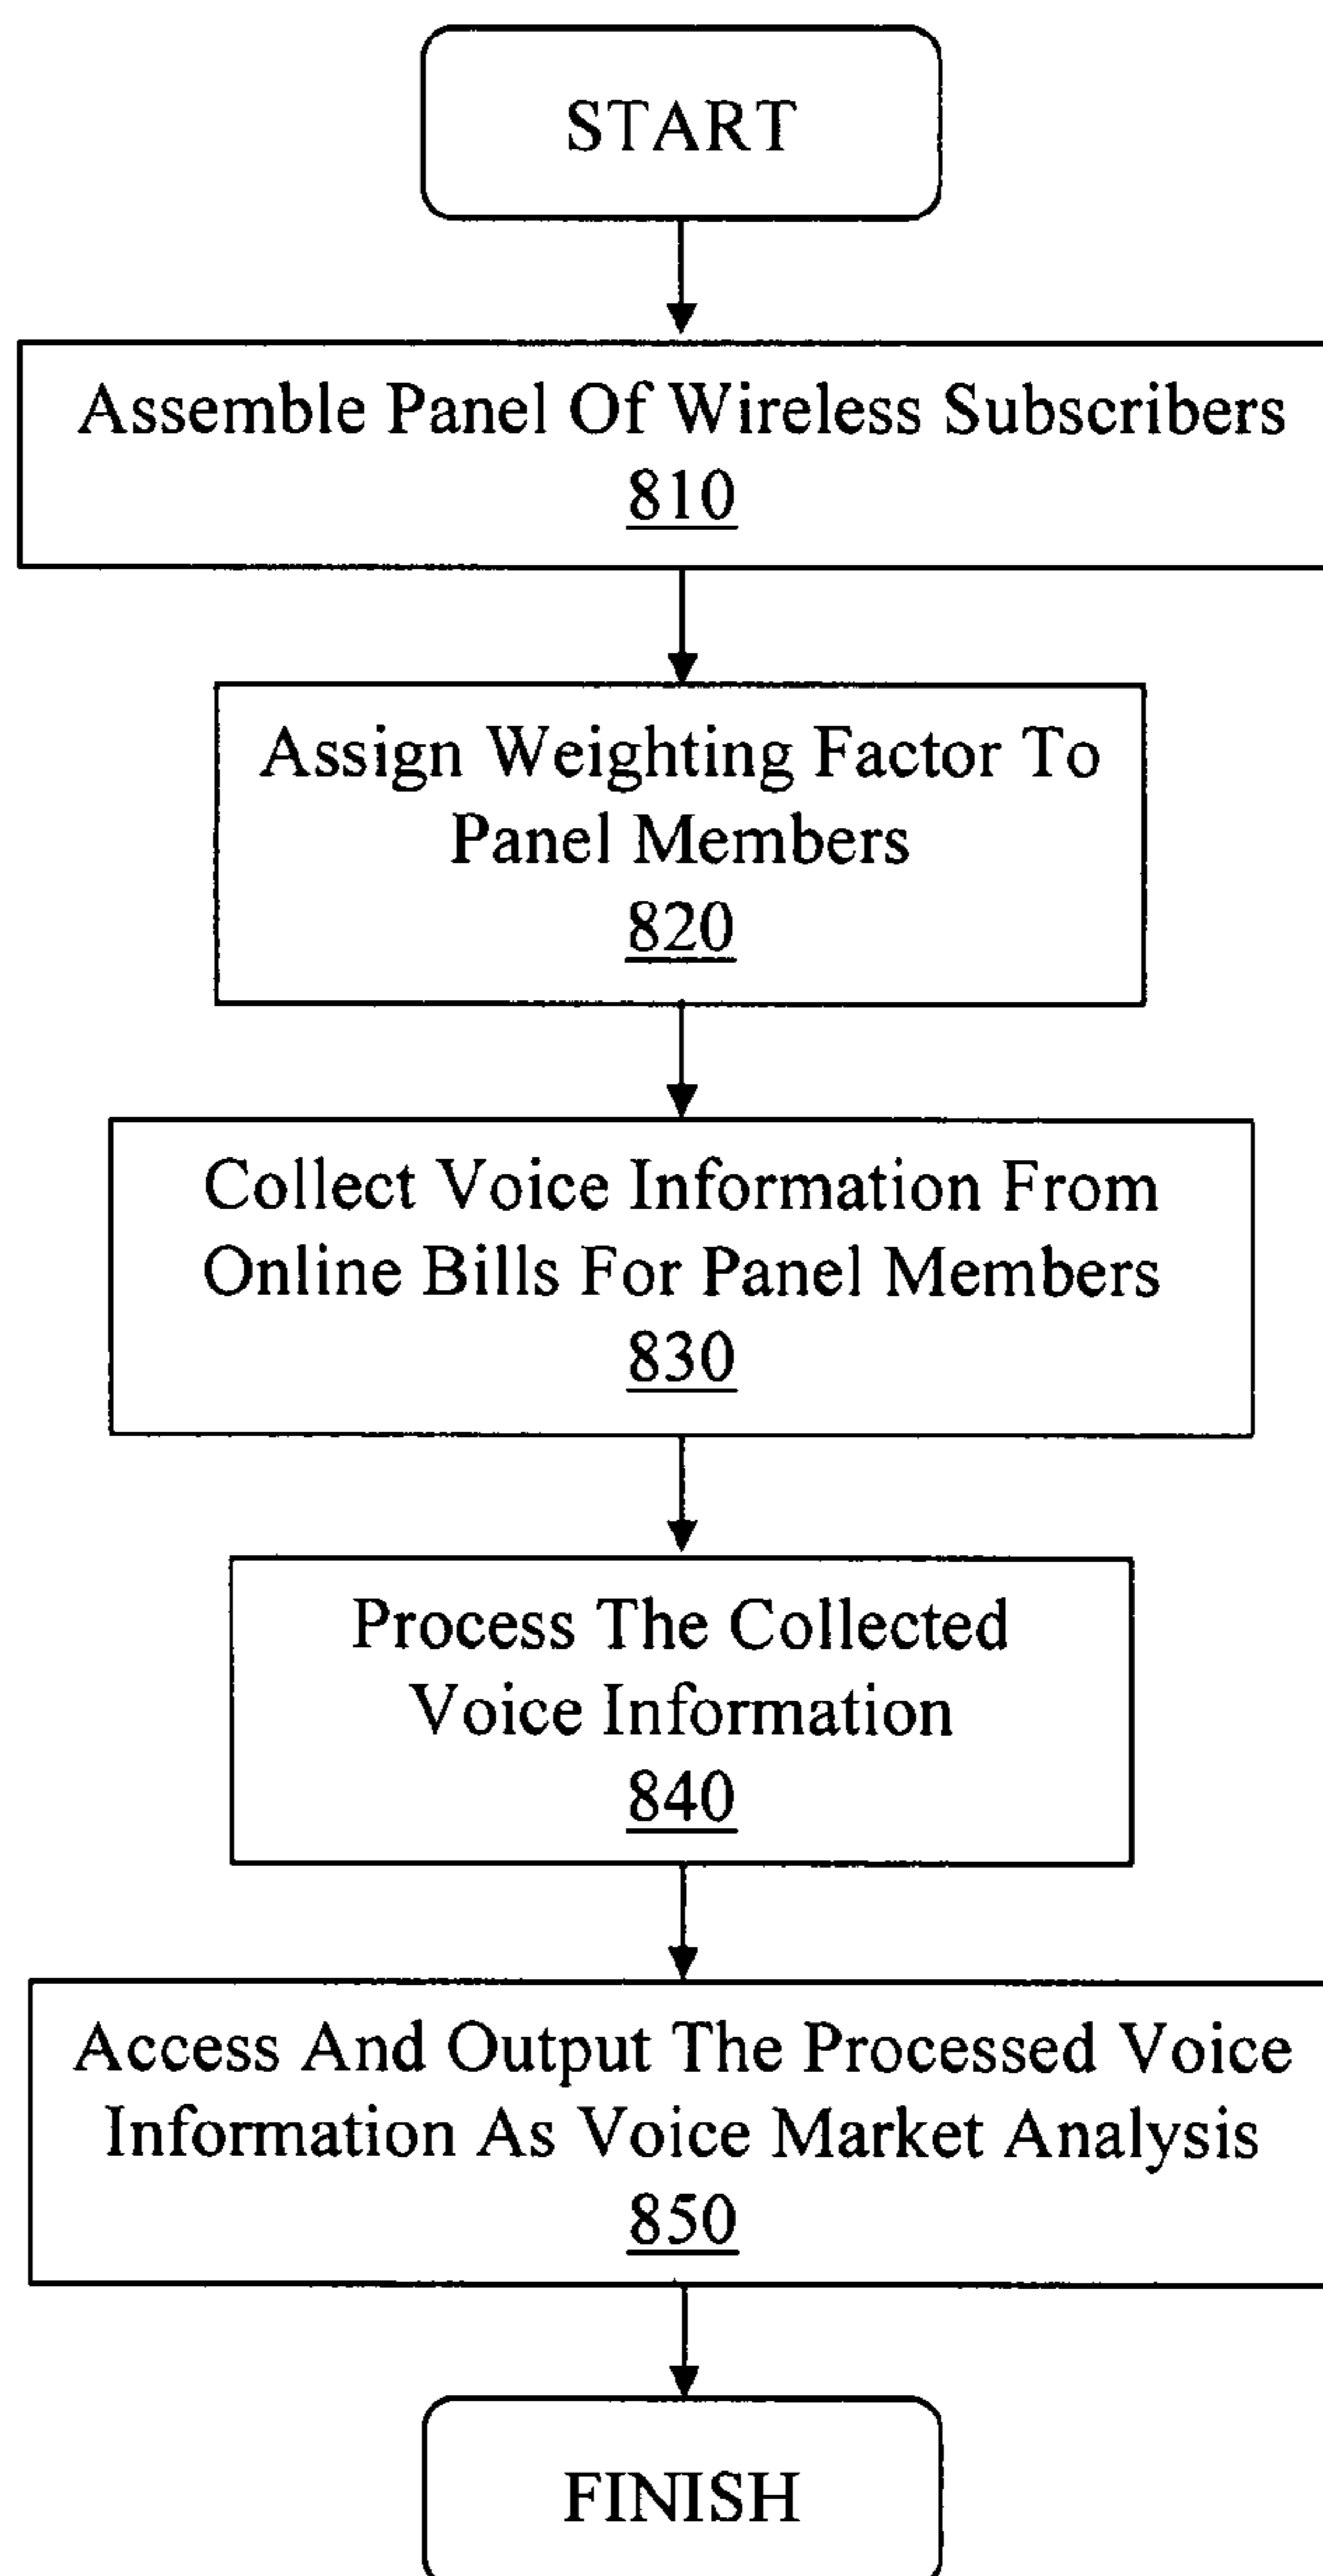 START
Assemble Panel Of Wireless Subscribers
810
Assign Weighting Factor To
Panel Members
820
Collect Voice Information From
Online Bills For Panel Members
830
Process The Collected
Voice Information
840
Access And Output The Processed Voice
Information As Voice Market Analysis
850
FINISH